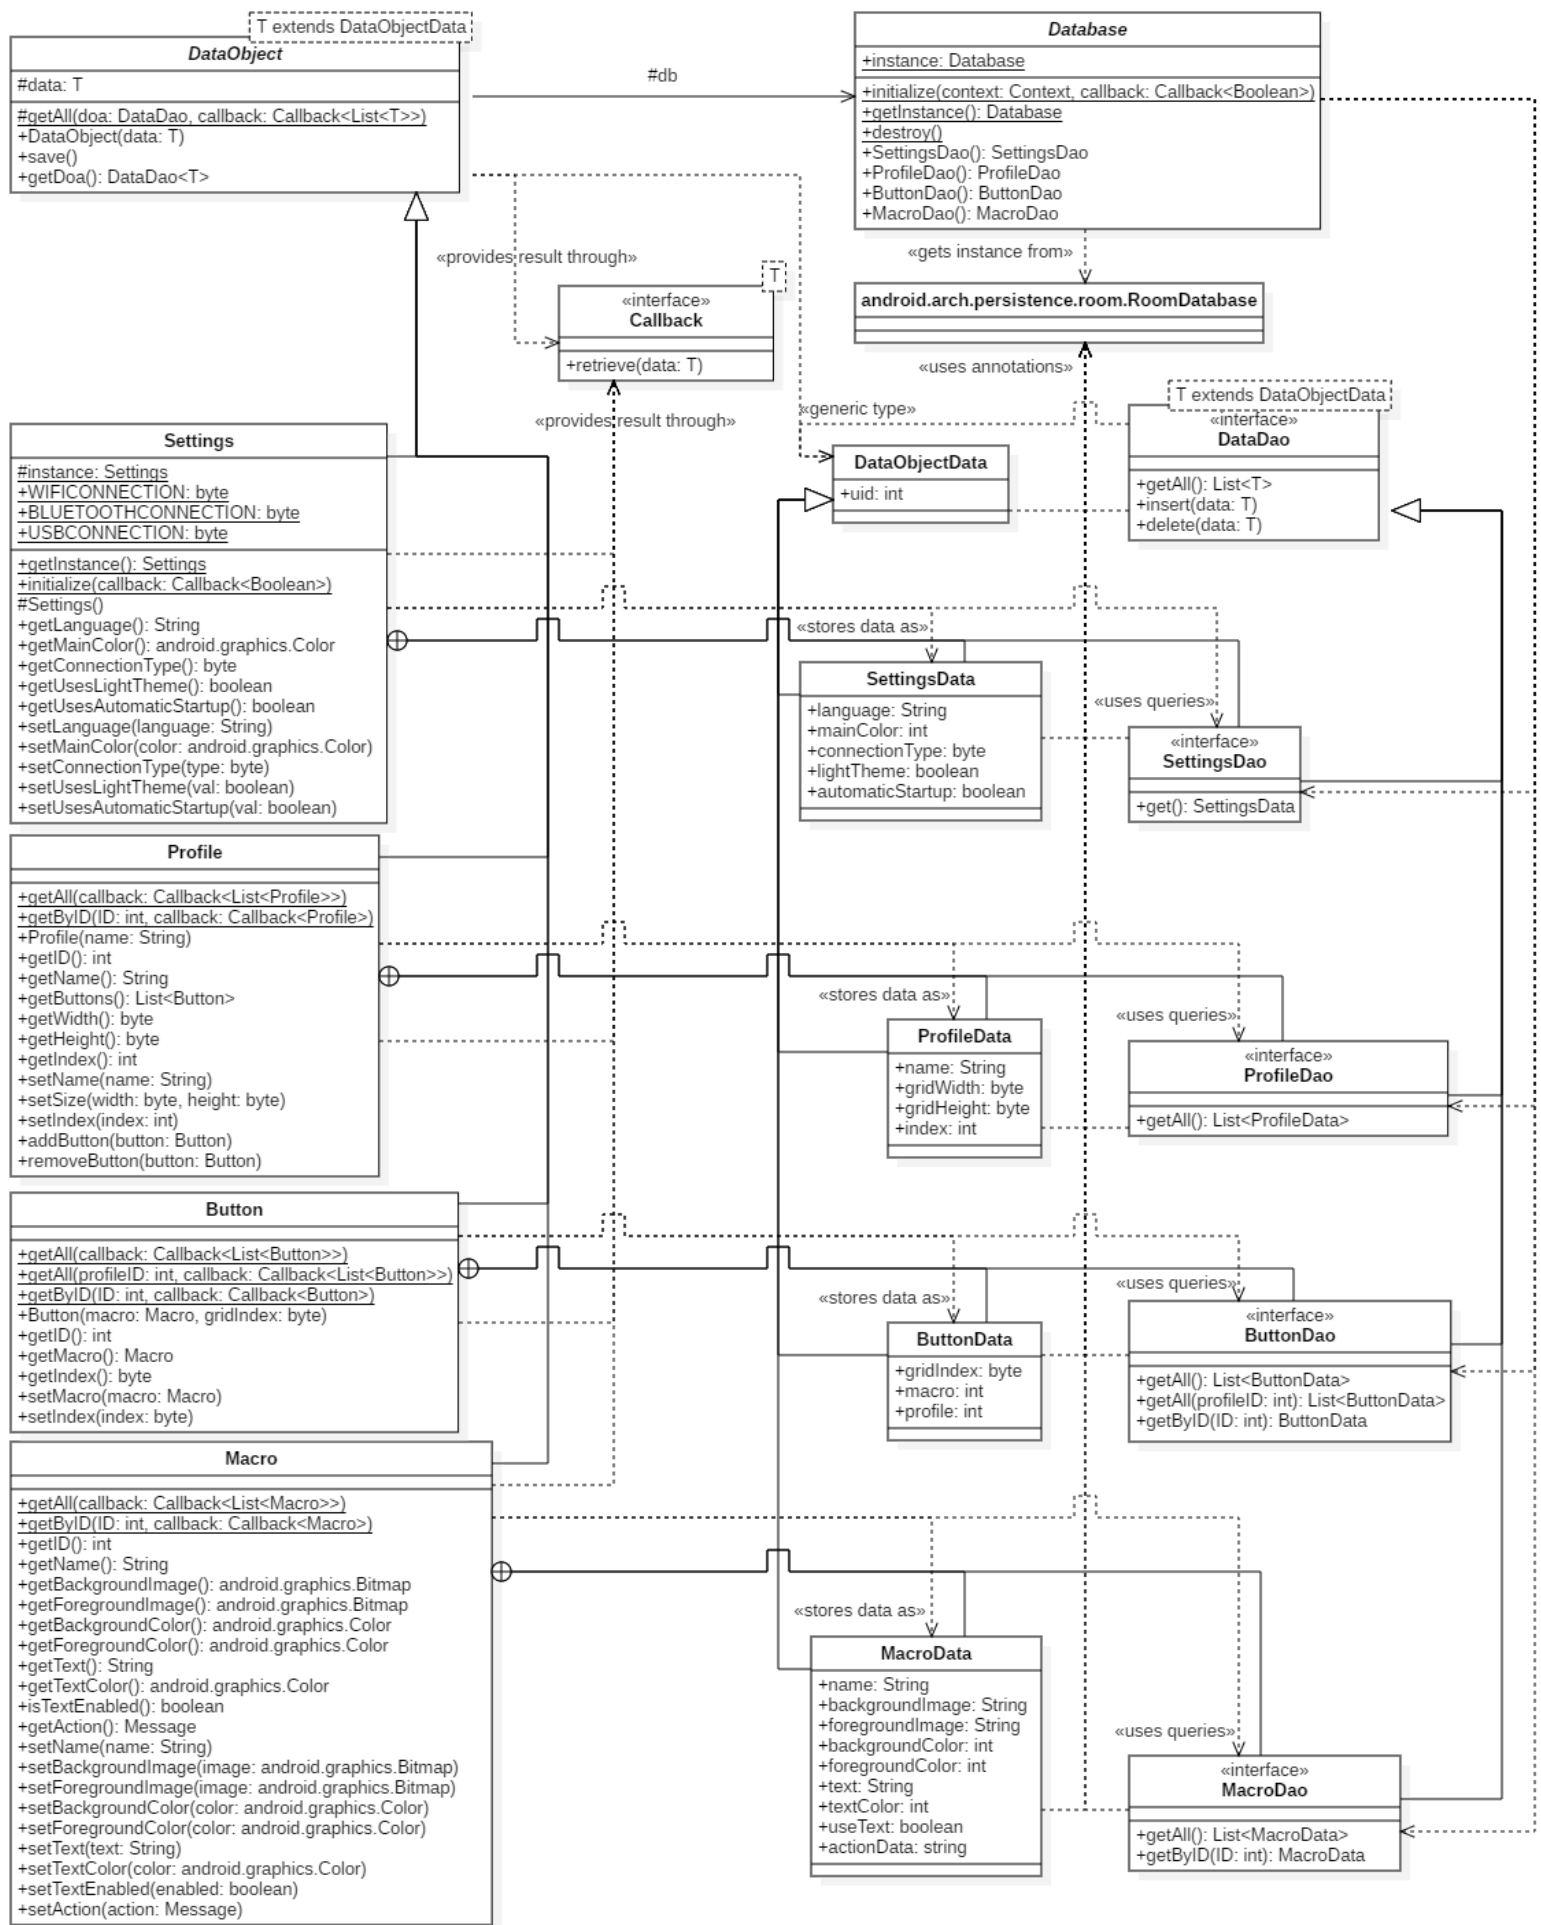 T extends DataObjectData
DataObject
#data: T
#getAll(doa: DataDao, callback: Callback<List<T>>)
+DataObject(data: T)
+save()
+getDoa(): DataDao<T>
#db
Database
+instance: Database
+initialize(context: Context, callback: Callback<Boolean>)
+getInstance(): Database
+destroy()
+SettingsDao(): SettingsDao
+ProfileDao(): ProfileDao
+ButtonDao(): ButtonDao
+MacroDao(): MacroDao
«provides result through»
«gets instance from»
T
«interface»
Callback
+retrieve(data: T)
android.arch.persistence.room.RoomDatabase
«uses annotations»
«provides result through»
«generic type»
T extends DataObjectData
«interface»
DataDao
+getAll(): List<T>
+insert(data: T)
+delete(data: T)
DataObjectData
+uid: int
Settings
#instance: Settings
+WIFICONNECTION: byte
+BLUETOOTHCONNECTION: byte
+USBCONNECTION: byte
+getInstance(): Settings
+initialize(callback: Callback<Boolean>)
#Settings()
+getLanguage(): String
+getMainColor(): android.graphics.Color
+getConnectionType(): byte
+getUsesLightTheme(): boolean
+getUsesAutomaticStartup(): boolean
+setLanguage(language: String)
+setMainColor(color: android.graphics.Color)
+setConnectionType(type: byte)
+setUsesLightTheme(val: boolean)
+setUsesAutomaticStartup(val: boolean)
«stores data as»
SettingsData
+language: String
+mainColor: int
+connectionType: byte
+lightTheme: boolean
+automaticStartup: boolean
«uses queries»
«interface»
SettingsDao
+get(): SettingsData
Profile
+getAll(callback: Callback<List<Profile>>)
+getByID(ID: int, callback: Callback<Profile>)
+Profile(name: String)
+getID(): int
+getName(): String
+getButtons(): List<Button>
+getWidth(): byte
+getHeight(): byte
+getIndex(): int
+setName(name: String)
+setSize(width: byte, height: byte)
+setIndex(index: int)
+addButton(button: Button)
+removeButton(button: Button)
«stores data as»
ProfileData
+name: String
+gridWidth: byte
+gridHeight: byte
+index: int
«uses queries»
«interface»
ProfileDao
+getAll(): List<ProfileData>
Button
+getAll(callback: Callback<List<Button>>)
+getAll(profileID: int, callback: Callback<List<Button>>)
+getByID(ID: int, callback: Callback<Button>)
+Button(macro: Macro, gridIndex: byte)
+getID(): int
+getMacro(): Macro
+getIndex(): byte
+setMacro(macro: Macro)
+setIndex(index: byte)
«stores data as»
ButtonData
+gridIndex: byte
+macro: int
+profile: int
«uses queries»
«interface»
ButtonDao
+getAll(): List<ButtonData>
+getAll(profileID: int): List<ButtonData>
+getByID(ID: int): ButtonData
Macro
+getAll(callback: Callback<List<Macro>>)
+getByID(ID: int, callback: Callback<Macro>)
+getID(): int
+getName(): String
+getBackgroundImage(): android.graphics.Bitmap
+getForegroundImage(): android.graphics.Bitmap
+getBackgroundColor(): android.graphics.Color
+getForegroundColor(): android.graphics.Color
+getText(): String
+getTextColor(): android.graphics.Color
+isTextEnabled(): boolean
+getAction(): Message
+setName(name: String)
+setBackgroundImage(image: android.graphics.Bitmap)
+setForegroundImage(image: android.graphics.Bitmap)
+setBackgroundColor(color: android.graphics.Color)
+setForegroundColor(color: android.graphics.Color)
+setText(text: String)
+setTextColor(color: android.graphics.Color)
+setTextEnabled(enabled: boolean)
+setAction(action: Message)
«stores data as»
MacroData
+name: String
+backgroundImage: String
+foregroundImage: String
+backgroundColor: int
+foregroundColor: int
+text: String
+textColor: int
+useText: boolean
+actionData: string
«uses queries»
«interface»
MacroDao
+getAll(): List<MacroData>
+getByID(ID: int): MacroData